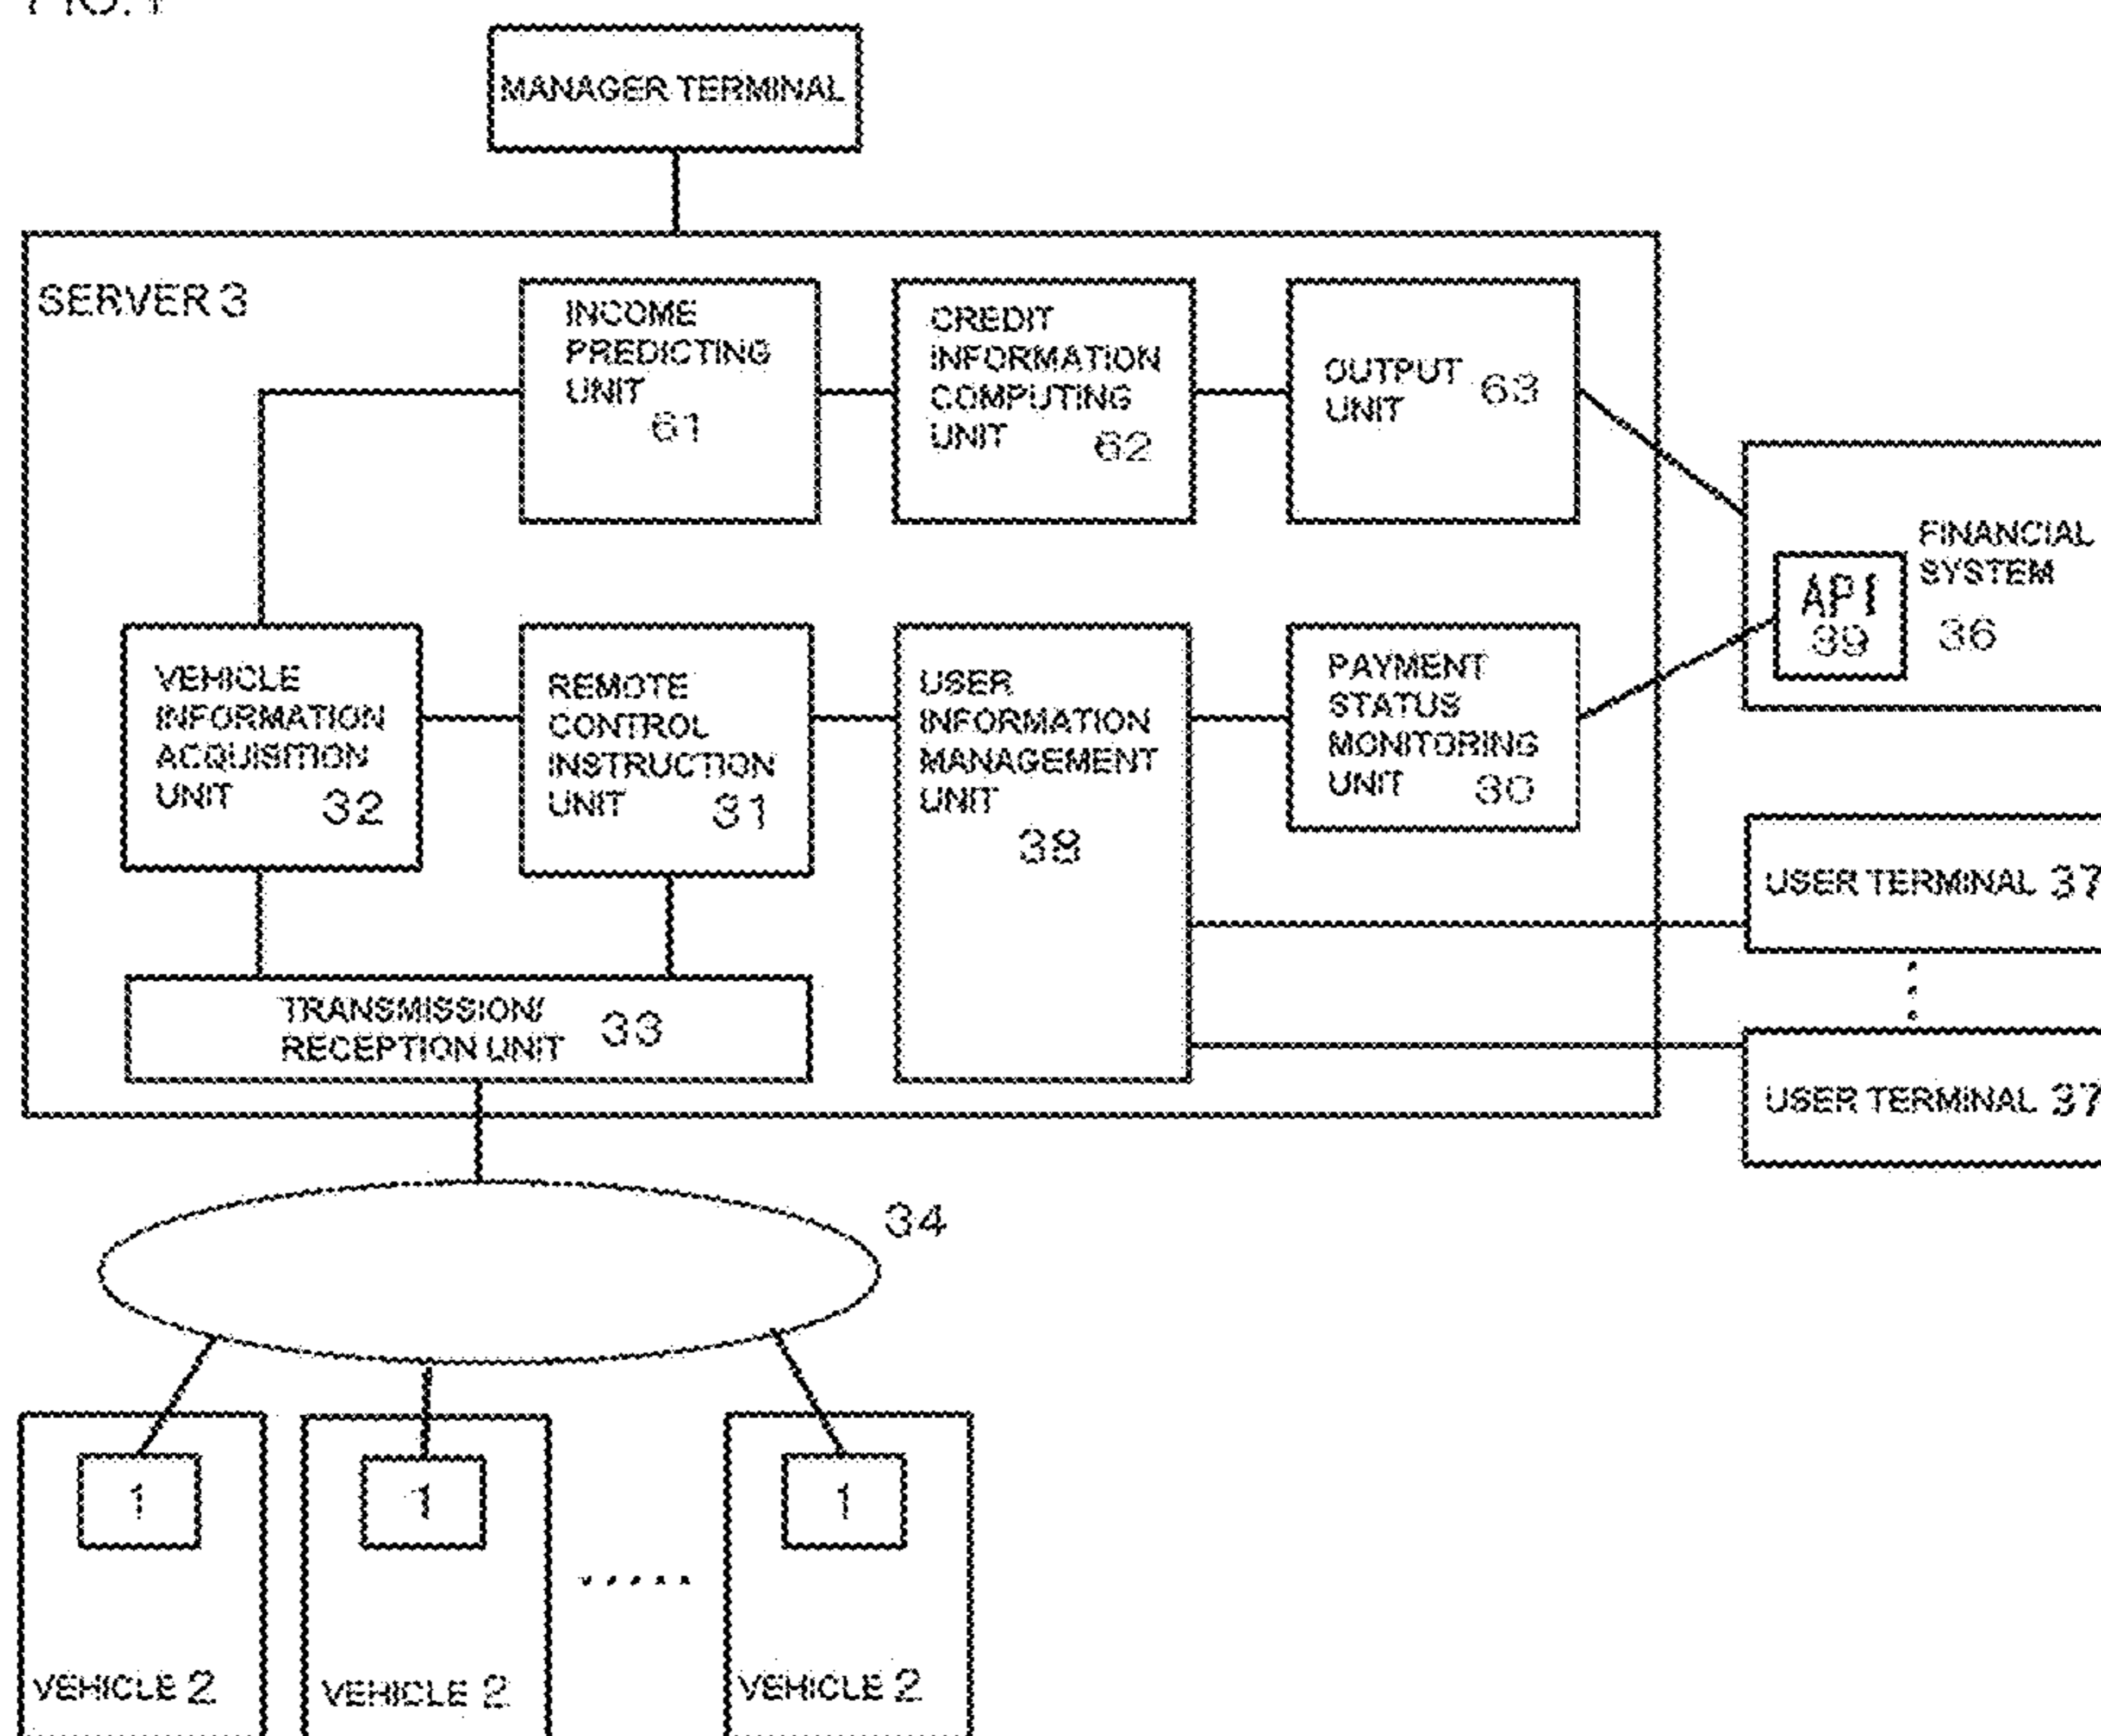 FIG. 1
MANAGER TERMINAL
SERVER 3
INCOME
PREDICTING
UNIT
61
CREDIT
INFORMATION
COMPUTING
UNIT 62
OUTPUT 63
UNIT
FINANCIAL
SYSTEM
36
API
39
VEHICLE
INFORMATION
ACQUISITION
UNIT 32
REMOTE
CONTROL
INSTRUCTION
UNIT 31
USER
INFORMATION
MANAGEMENT
UNIT
38
PAYMENT
STATUS
MONITORING
UNIT 30
USER TERMINAL 37
USER TERMINAL 37
TRANSMISSION/
RECEPTION UNIT 33
34
1
1
1
VEHICLE 2
VEHICLE 2
VEHICLE 2